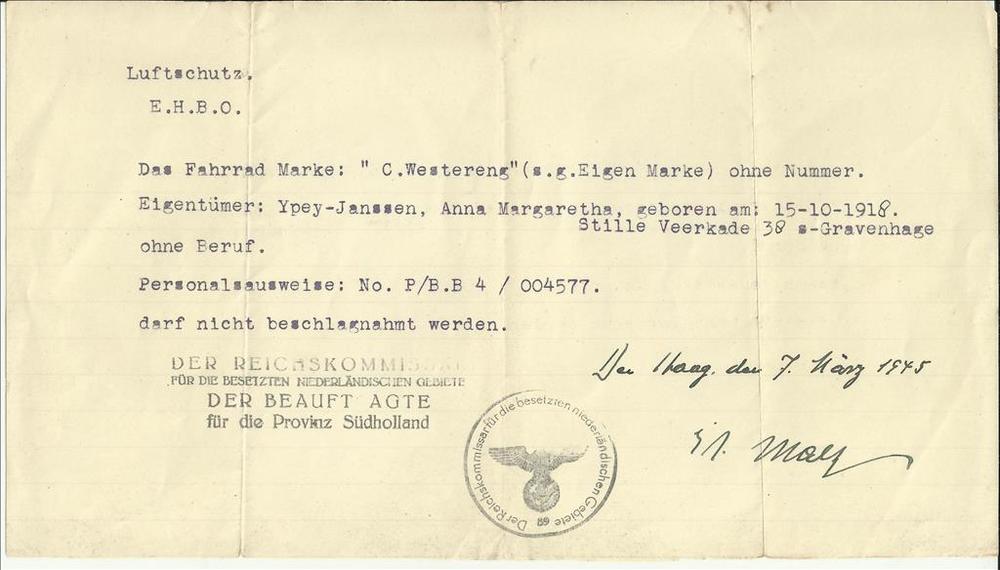 Luftschutz.
E.H.B.O.
Das Fahrrad Marke: " C.Westereng"(s.g.Eigen Marke) ohne Nummer.
Eigentümer: Ypey-Janssen, Anna Margaretha, geboren am: 15-10-1918.
Stille Veerkade 38 s-Gravenhage
ohne Beruf.
Personalsausweise: No. P/B.B 4 / 004577.
darf nicht beschlagnahmt werden.
DER REICHSKOMMISSAR
FÜR DIE BESETZTEN NIEDERLÄNDISCHEN GEBIETE
DER BEAUFT AGTE
für die Provinz Südholland
Den Haag, den 7. März 1945
Der Reichskommissar für die besetzten niederländischen Gebiete
89